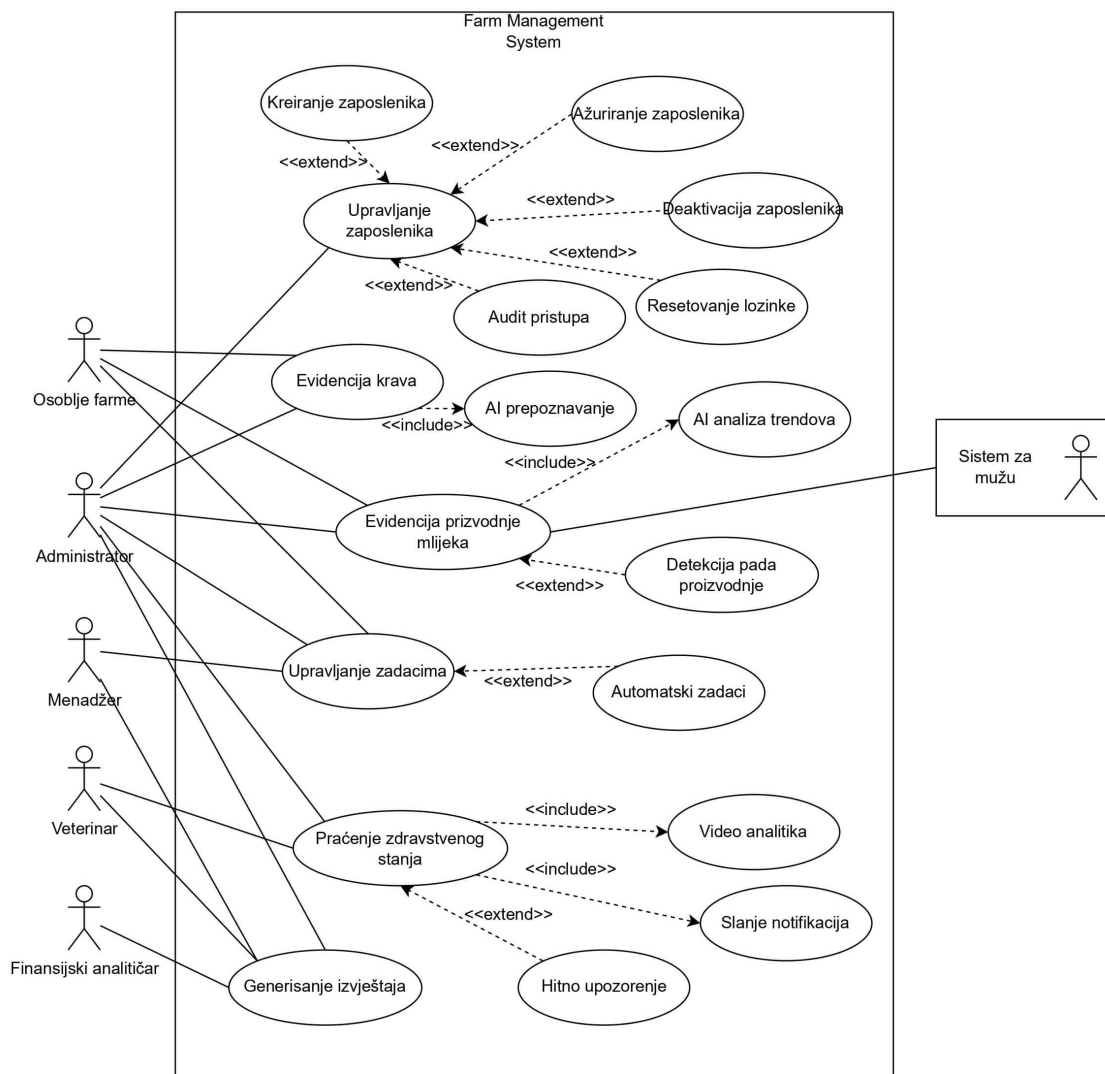 Farm Management
System
Kreiranje zaposlenika
Ažuriranje zaposlenika
<<extend>>
<<extend>>
Upravljanje
zaposlenika
<<extend>>
Deaktivacija zaposlenika
<<extend>>
<<extend>>
Audit pristupa
Resetovanje lozinke
Osoblje farme
Evidencija krava
<<include>>
AI prepoznavanje
AI analiza trendova
<<include>>
Sistem za
mužu
Administrator
Evidencija prizvodnje
mlijeka
<<extend>>
Detekcija pada
proizvodnje
Menadžer
Upravljanje zadacima
<<extend>>
Automatski zadaci
Veterinar
Praćenje zdravstvenog
stanja
<<include>>
Video analitika
<<include>>
Slanje notifikacija
<<extend>>
Hitno upozorenje
Finansijski analitičar
Generisanje izvještaja